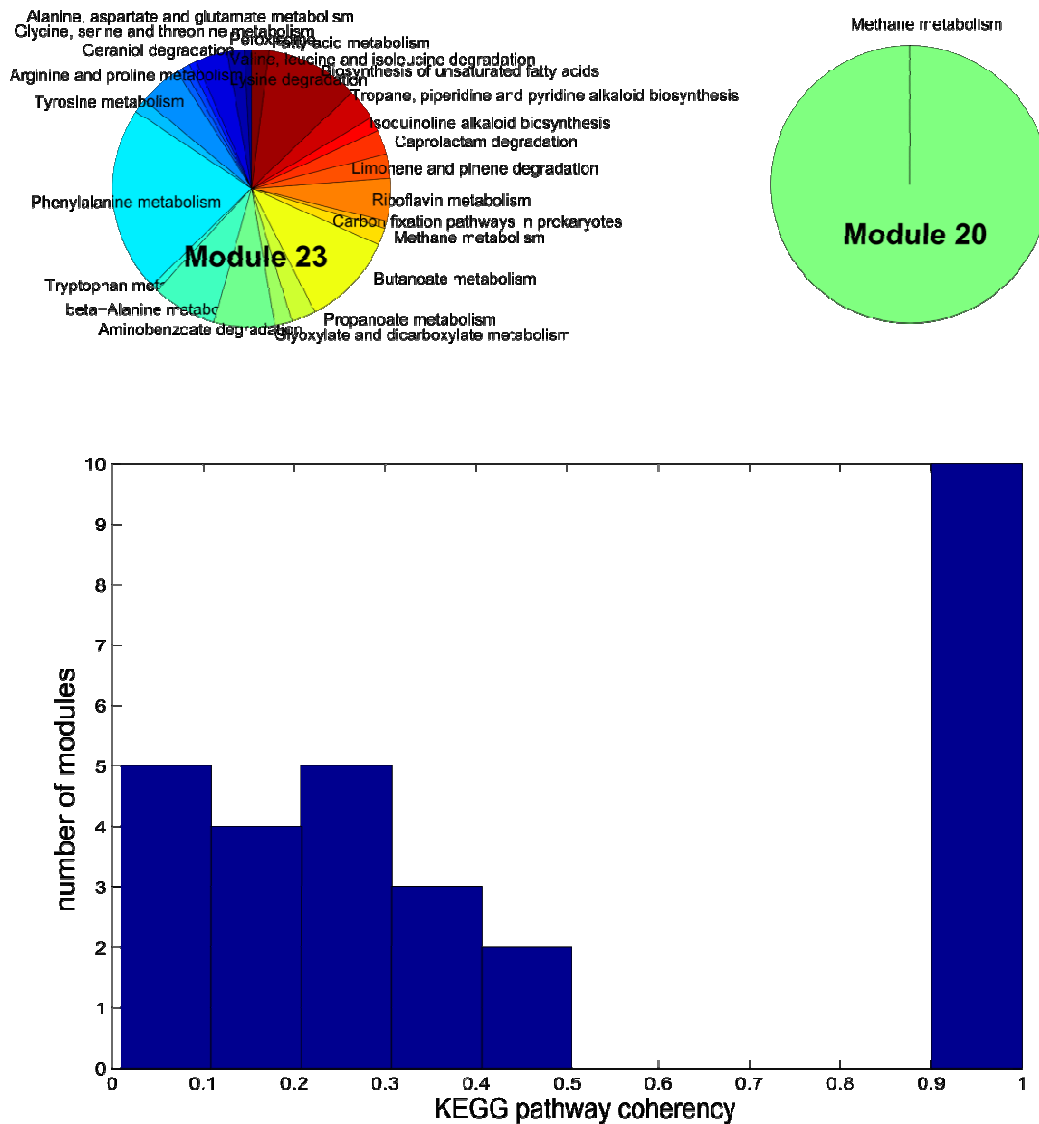 Alanine, aspartate and glutamate metabolism
Glycine, serine and threonine metabolism
Geraniol degradation
Arginine and proline metabolism
Tyrosine metabolism
Phenylalanine metabolism
Tryptophan meta
beta-Alanine metabo
Aminobenzoate degradation
Peroxisome
Fatty acid metabolism
Valine, leucine and isoleucine degradation
Lysine degradation
Biosynthesis of unsaturated fatty acids
Tropane, piperidine and pyridine alkaloid biosynthesis
Isoquinoline alkaloid biosynthesis
Caprolactam degradation
Limonene and pinene degradation
Riboflavin metabolism
Carbon fixation pathways in prokaryotes
Methane metabolism
Butanoate metabolism
Propanoate metabolism
Glyoxylate and dicarboxylate metabolism
Module 23
Methane metabolism
Module 20
number of modules
10
9
8
7
6
5
4
3
2
1
0
0 0.1 0.2 0.3 0.4 0.5 0.6 0.7 0.8 0.9 1
KEGG pathway coherency